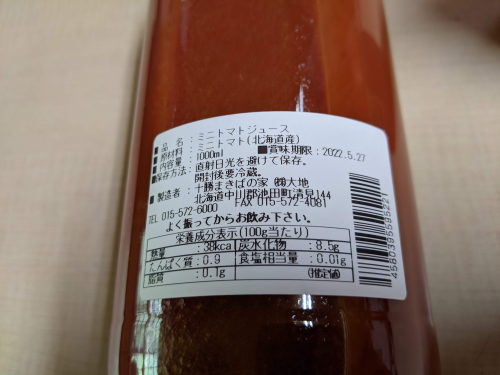 ■品名：ミニトマトジュース
■原材料：ミニトマト(北海道産)
■内容量：1000ml ■賞味期限：2022.5.27
■保存方法：直射日光を避けて保存。
開封後要冷蔵。
■製造者：十勝まきばの家 ㈱大地
北海道中川郡池田町清見144
TEL 015-572-6000 FAX 015-572-4081
よく振ってからお飲み下さい。
栄養成分表示(100g当たり)
熱量：38kcal 炭水化物：8.5g
たんぱく質：0.9 食塩相当量：0.01g
脂質：0.1g (推定値)